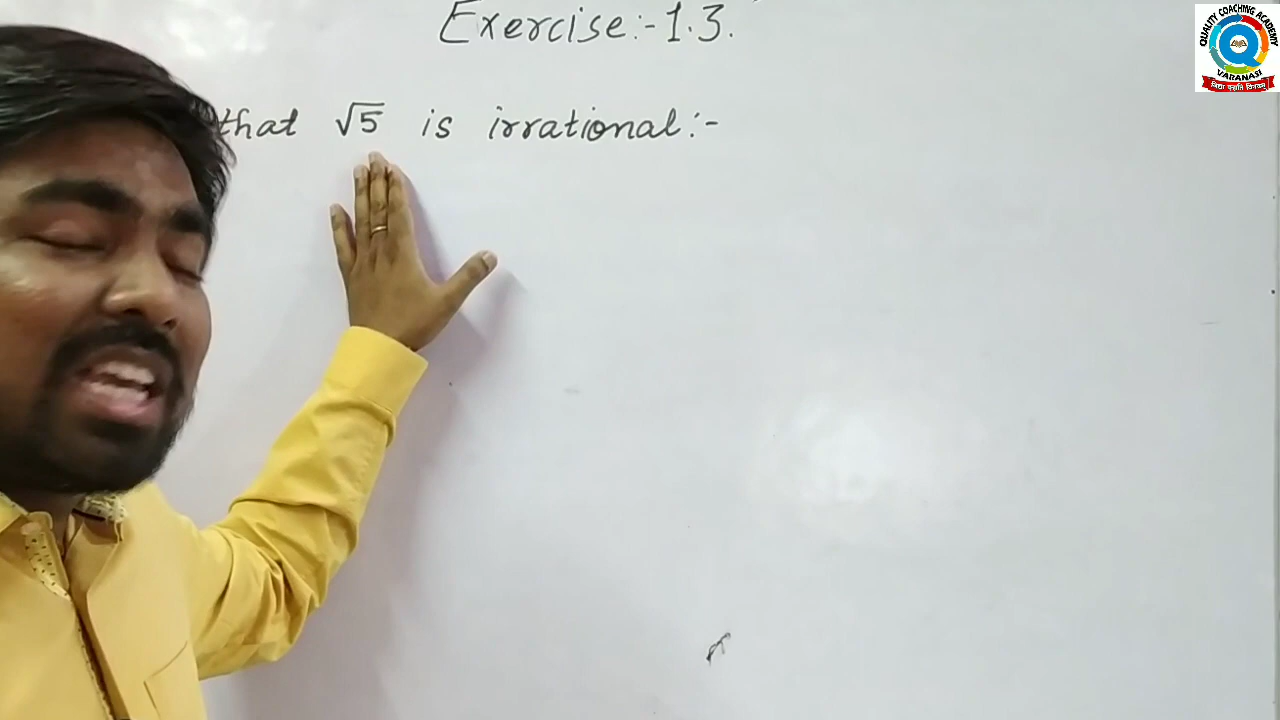 Exercise:-1.3.
that √5 is irrational:-
QUALITY COACHING ACADEMY
VARANASI